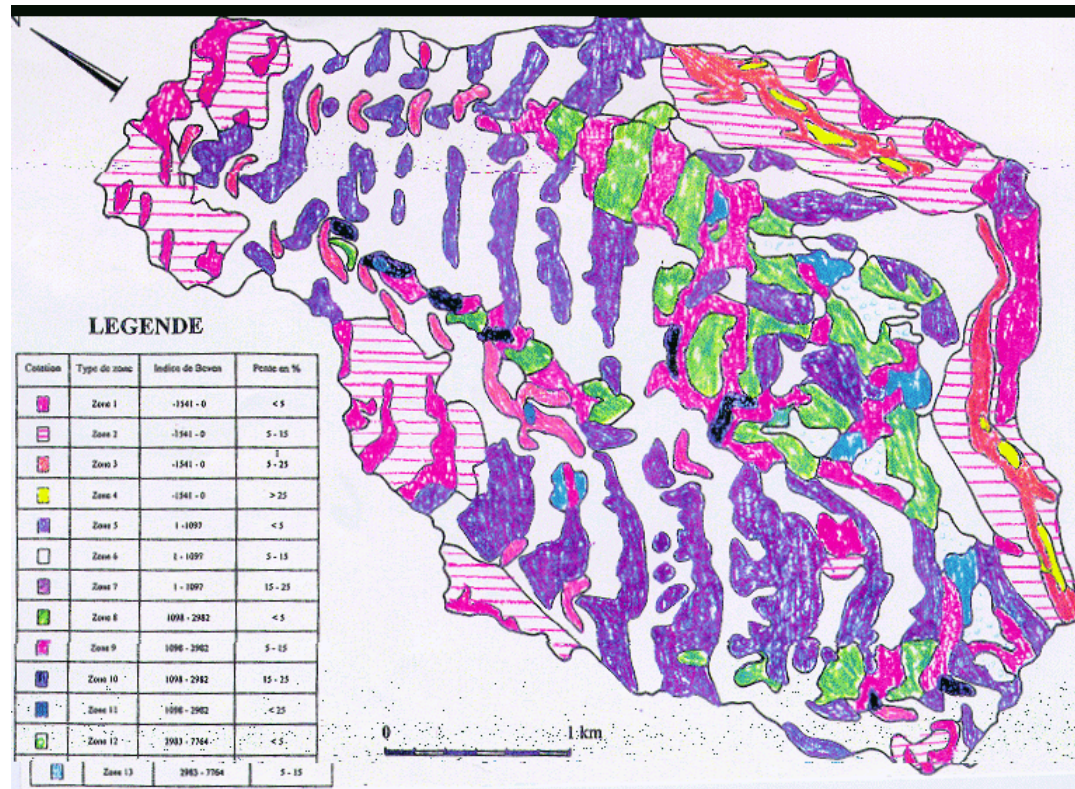 N
LEGENDE
Cotation Type de zone Indice de Beven Pente en %
Zone 1 -1541 - 0 < 5
Zone 2 -1541 - 0 5 - 15
Zone 3 -1541 - 0 5 - 25
Zone 4 -1541 - 0 > 25
Zone 5 1 - 1097 < 5
Zone 6 1 - 1097 5 - 15
Zone 7 1 - 1097 15 - 25
Zone 8 1098 - 2982 < 5
Zone 9 1098 - 2982 5 - 15
Zone 10 1098 - 2982 15 - 25
Zone 11 1098 - 2982 < 25
Zone 12 2983 - 7764 < 5
Zone 13 2983 - 7764 5 - 15
0 1 km